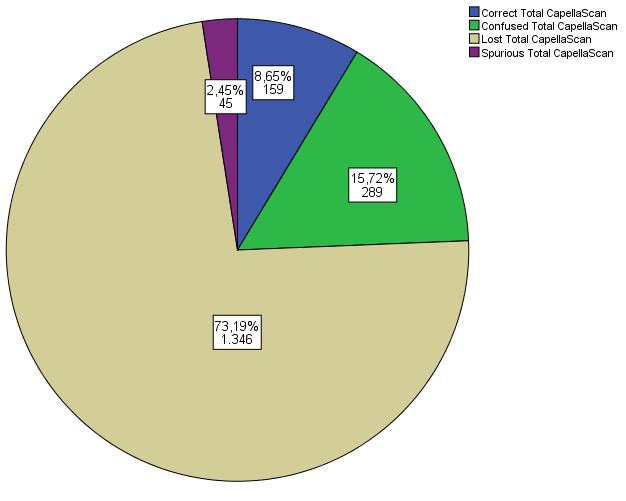 Correct Total CapellaScan
Confused Total CapellaScan
Lost Total CapellaScan
Spurious Total CapellaScan
8,65%
159
2,45%
45
15,72%
289
73,19%
1.346